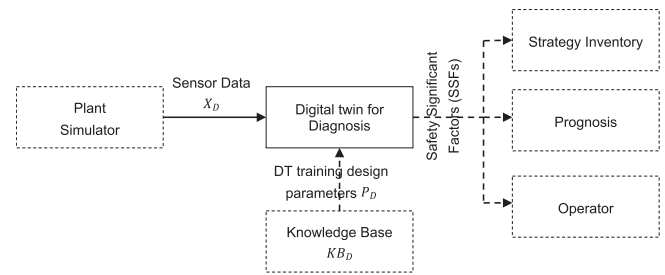 Plant
Simulator
Sensor Data
X_D
Digital twin for
Diagnosis
DT training design
parameters P_D
Knowledge Base
KB_D
Safety Significant
Factors (SSFs)
Strategy Inventory
Prognosis
Operator